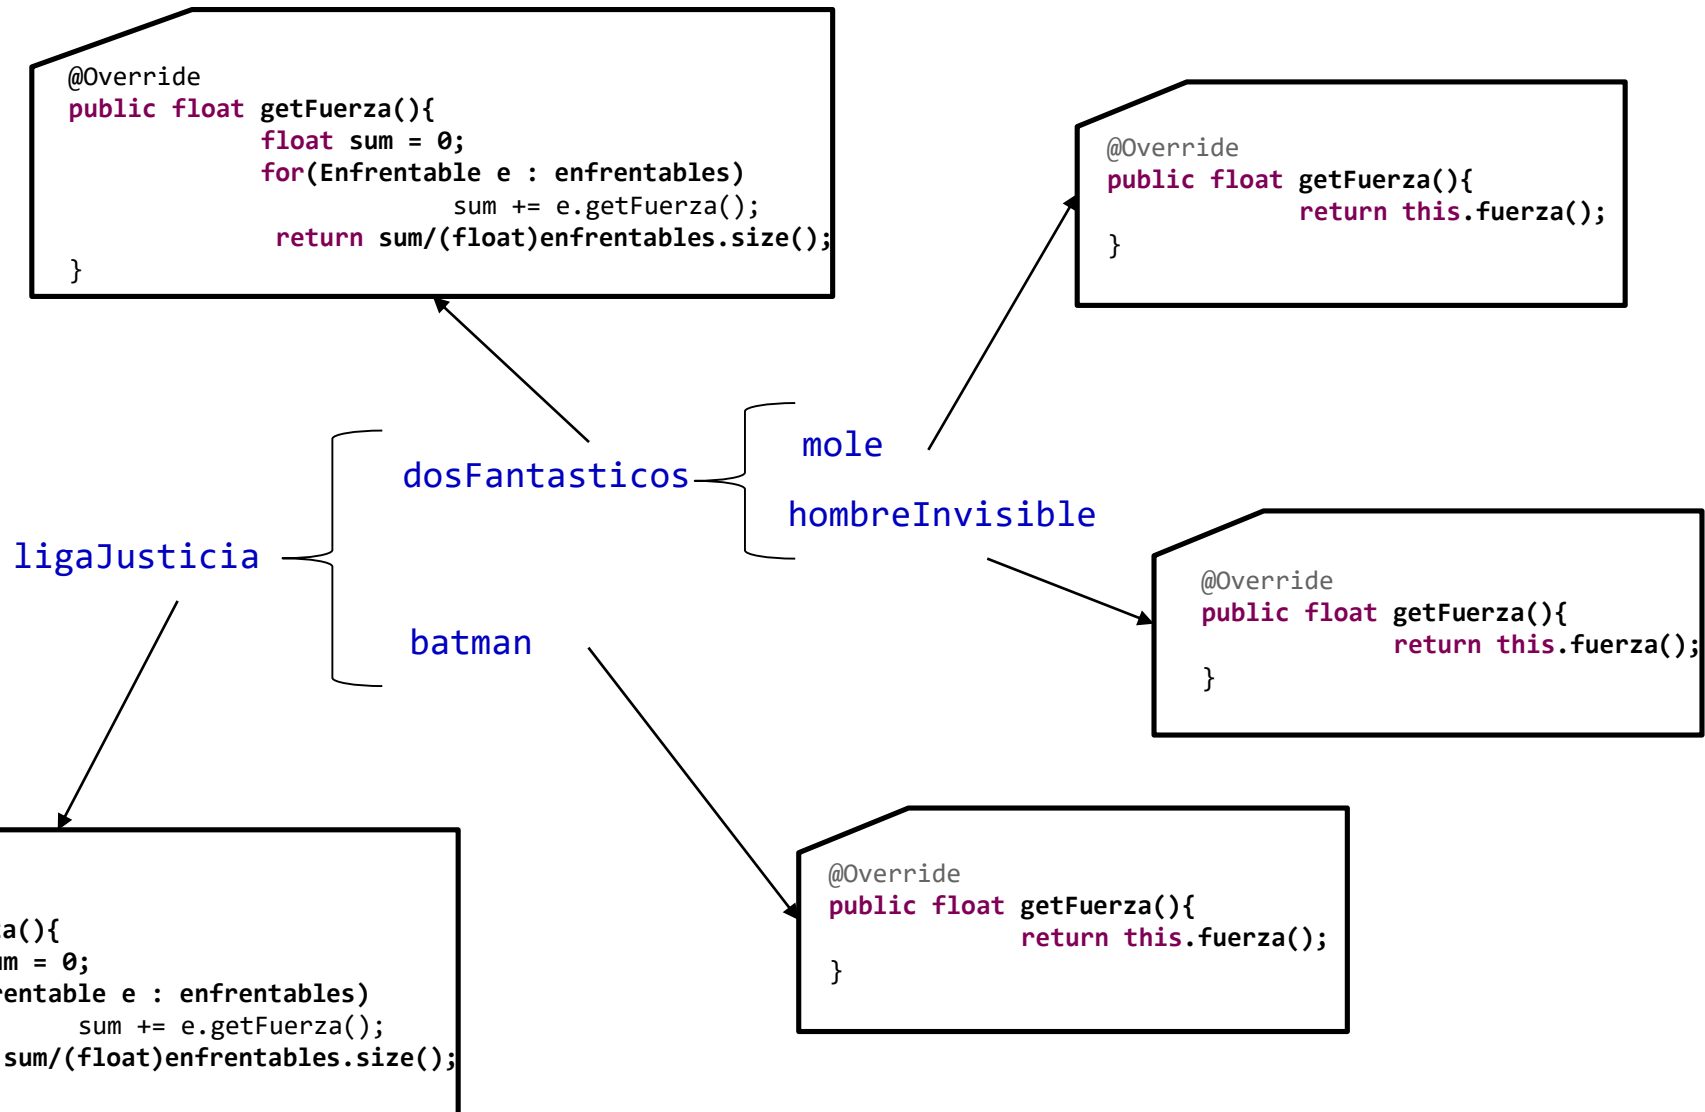 @Override
public float getFuerza(){
float sum = 0;
for(Enfrentable e : enfrentables)
sum += e.getFuerza();
return sum/(float)enfrentables.size();
}
@Override
public float getFuerza(){
return this.fuerza();
}
mole
dosFantasticos
hombreInvisible
ligaJusticia
@Override
public float getFuerza(){
return this.fuerza();
}
batman
@Override
public float getFuerza(){
return this.fuerza();
}
a(){
m = 0;
rentable e : enfrentables)
sum += e.getFuerza();
sum/(float)enfrentables.size();